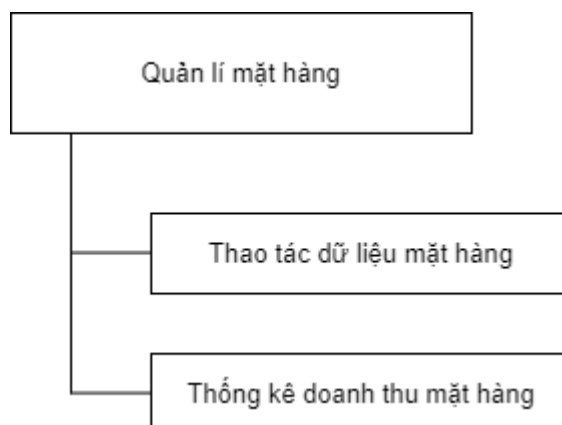 Quản lí mặt hàng
Thao tác dữ liệu mặt hàng
Thống kê doanh thu mặt hàng